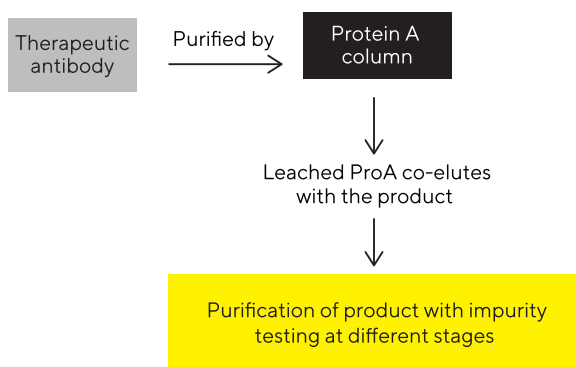 Therapeutic
antibody
Purified by
Protein A
column
Leached ProA co-elutes
with the product
Purification of product with impurity
testing at different stages